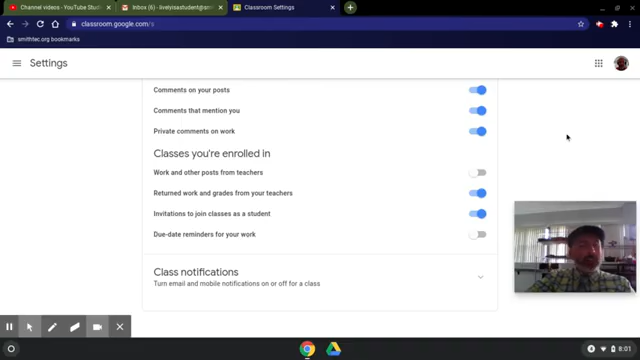 Channel videos - YouTube Stud
Inbox (6) - livelyisastudent@smit
Classroom Settings
classroom.google.com/s
smithtec.org bookmarks
Settings
Comments on your posts
Comments that mention you
Private comments on work
Classes you're enrolled in
Work and other posts from teachers
Returned work and grades from your teachers
Invitations to join classes as a student
Due-date reminders for your work
Class notifications
Turn email and mobile notifications on or off for a class
8:01